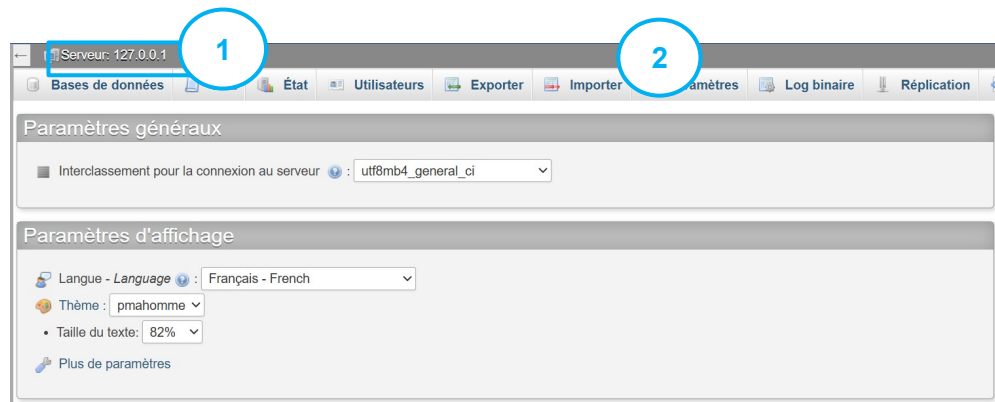 ← Serveur: 127.0.0.1
1
2
Bases de données État Utilisateurs Exporter Importer Log binaire Réplication
Paramètres généraux
Interclassement pour la connexion au serveur : utf8mb4_general_ci
Paramètres d'affichage
Langue - Language : Français - French
Thème : pmahomme
• Taille du texte: 82%
Plus de paramètres